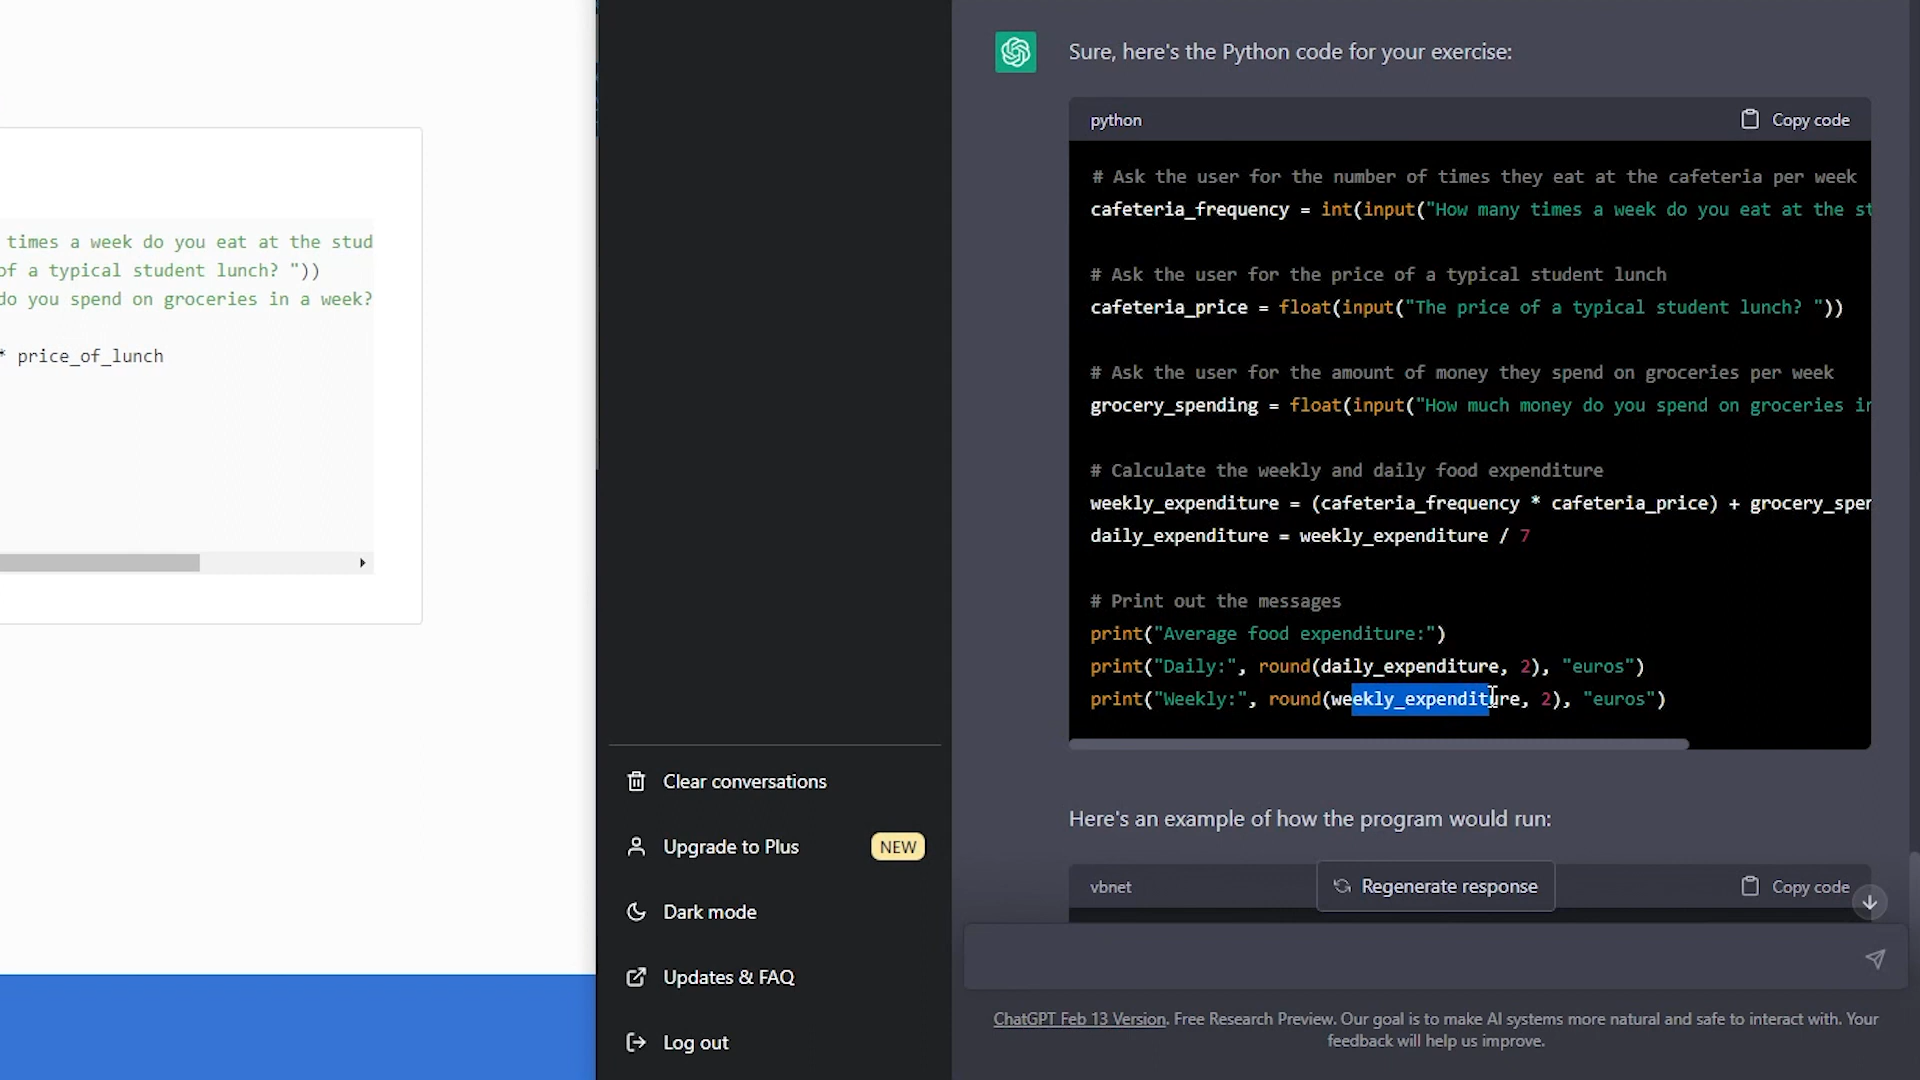 times a week do you eat at the stud
of a typical student lunch? "))
do you spend on groceries in a week?
* price_of_lunch
Clear conversations
Upgrade to Plus NEW
Dark mode
Updates & FAQ
Log out
Sure, here's the Python code for your exercise:
python Copy code
# Ask the user for the number of times they eat at the cafeteria per week
cafeteria_frequency = int(input("How many times a week do you eat at the st
# Ask the user for the price of a typical student lunch
cafeteria_price = float(input("The price of a typical student lunch? "))
# Ask the user for the amount of money they spend on groceries per week
grocery_spending = float(input("How much money do you spend on groceries in
# Calculate the weekly and daily food expenditure
weekly_expenditure = (cafeteria_frequency * cafeteria_price) + grocery_spen
daily_expenditure = weekly_expenditure / 7
# Print out the messages
print("Average food expenditure:")
print("Daily:", round(daily_expenditure, 2), "euros")
print("Weekly:", round(weekly_expenditure, 2), "euros")
Here's an example of how the program would run:
vbnet Copy code
Regenerate response
ChatGPT Feb 13 Version. Free Research Preview. Our goal is to make AI systems more natural and safe to interact with. Your
feedback will help us improve.